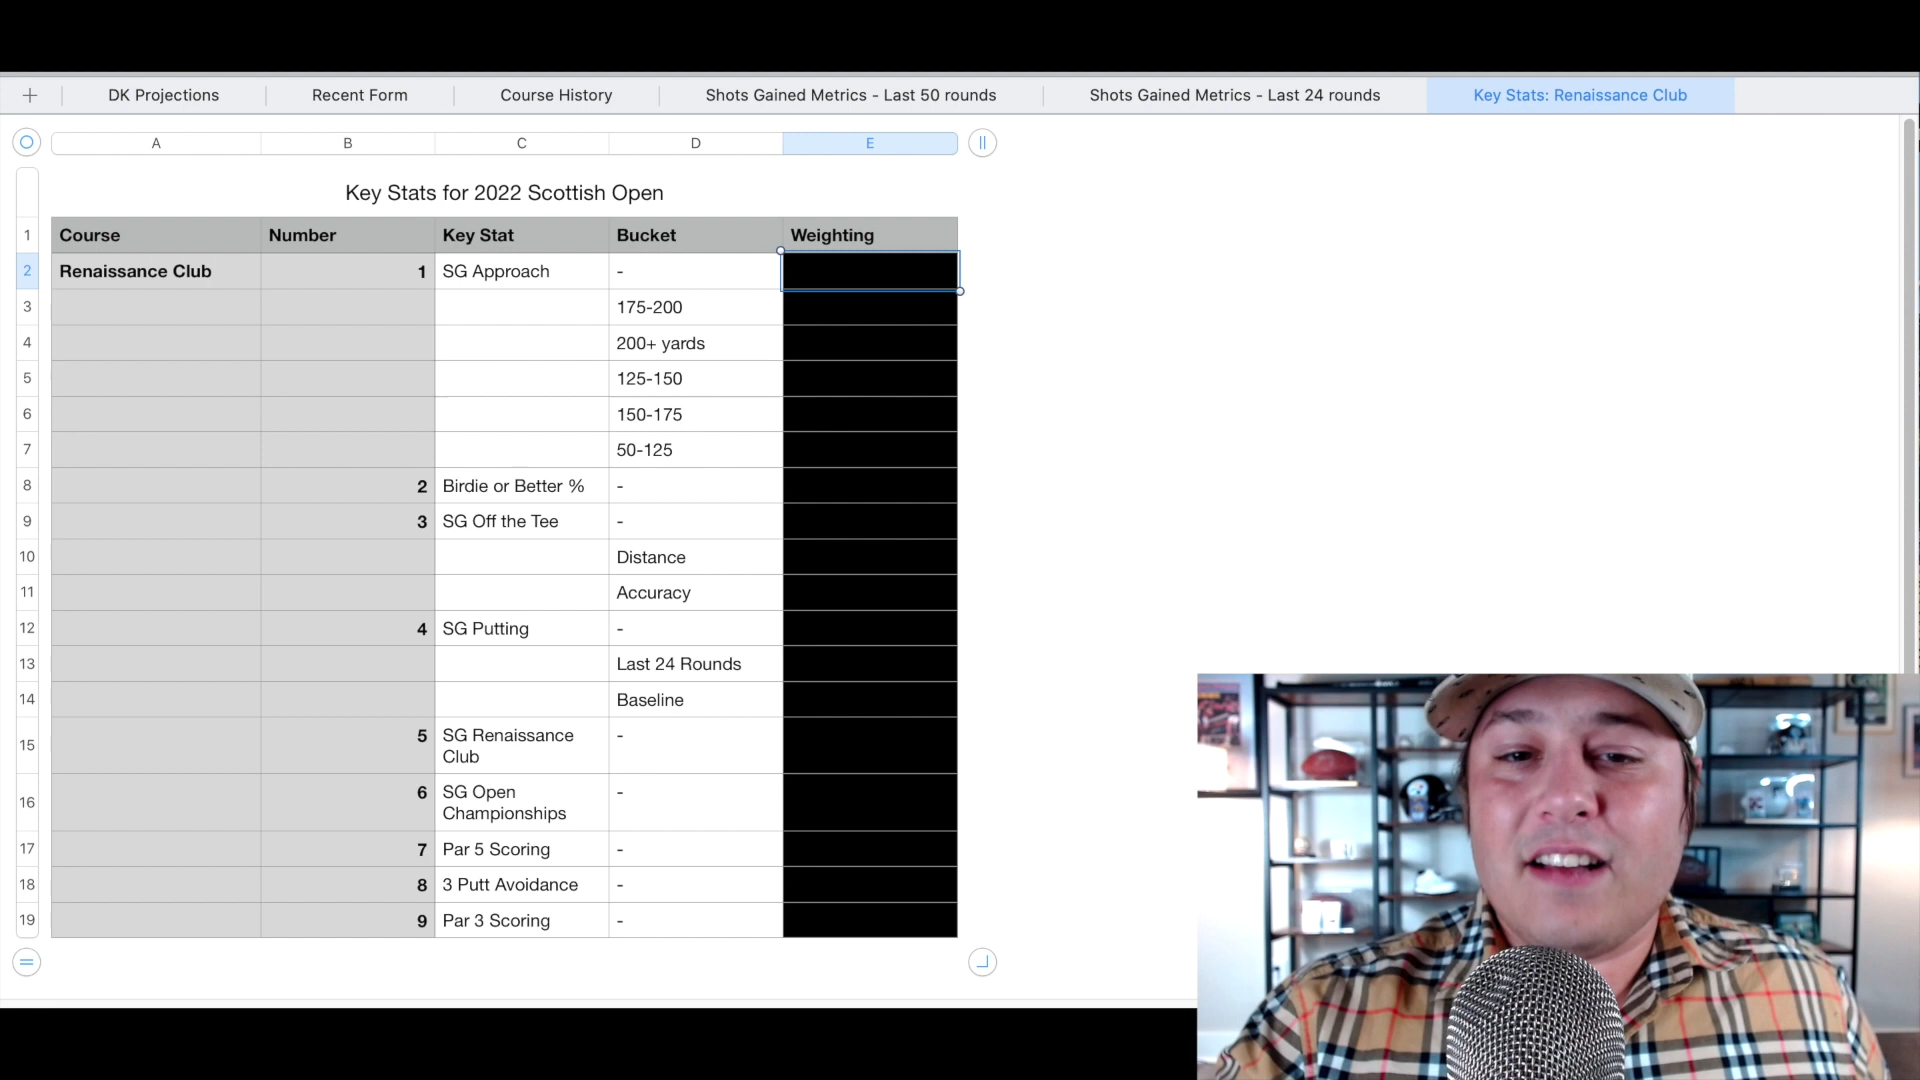 DK Projections Recent Form Course History Shots Gained Metrics - Last 50 rounds Shots Gained Metrics - Last 24 rounds Key Stats: Renaissance Club
A B C D E
Key Stats for 2022 Scottish Open
1 Course Number Key Stat Bucket Weighting
2 Renaissance Club 1 SG Approach -
3 175-200
4 200+ yards
5 125-150
6 150-175
7 50-125
8 2 Birdie or Better % -
9 3 SG Off the Tee -
10 Distance
11 Accuracy
12 4 SG Putting -
13 Last 24 Rounds
14 Baseline
15 5 SG Renaissance -
Club
16 6 SG Open -
Championships
17 7 Par 5 Scoring -
18 8 3 Putt Avoidance -
19 9 Par 3 Scoring -